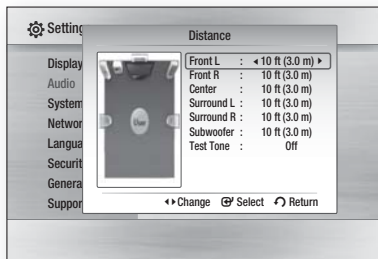 Setting
Distance
Display
Audio
System
Networ
Langua
Securit
Genera
Suppor
Front L : ◂ 10 ft (3.0 m) ▸
Front R : 10 ft (3.0 m)
Center : 10 ft (3.0 m)
Surround L : 10 ft (3.0 m)
Surround R : 10 ft (3.0 m)
Subwoofer : 10 ft (3.0 m)
Test Tone : Off
User
◂▸ Change Select Return